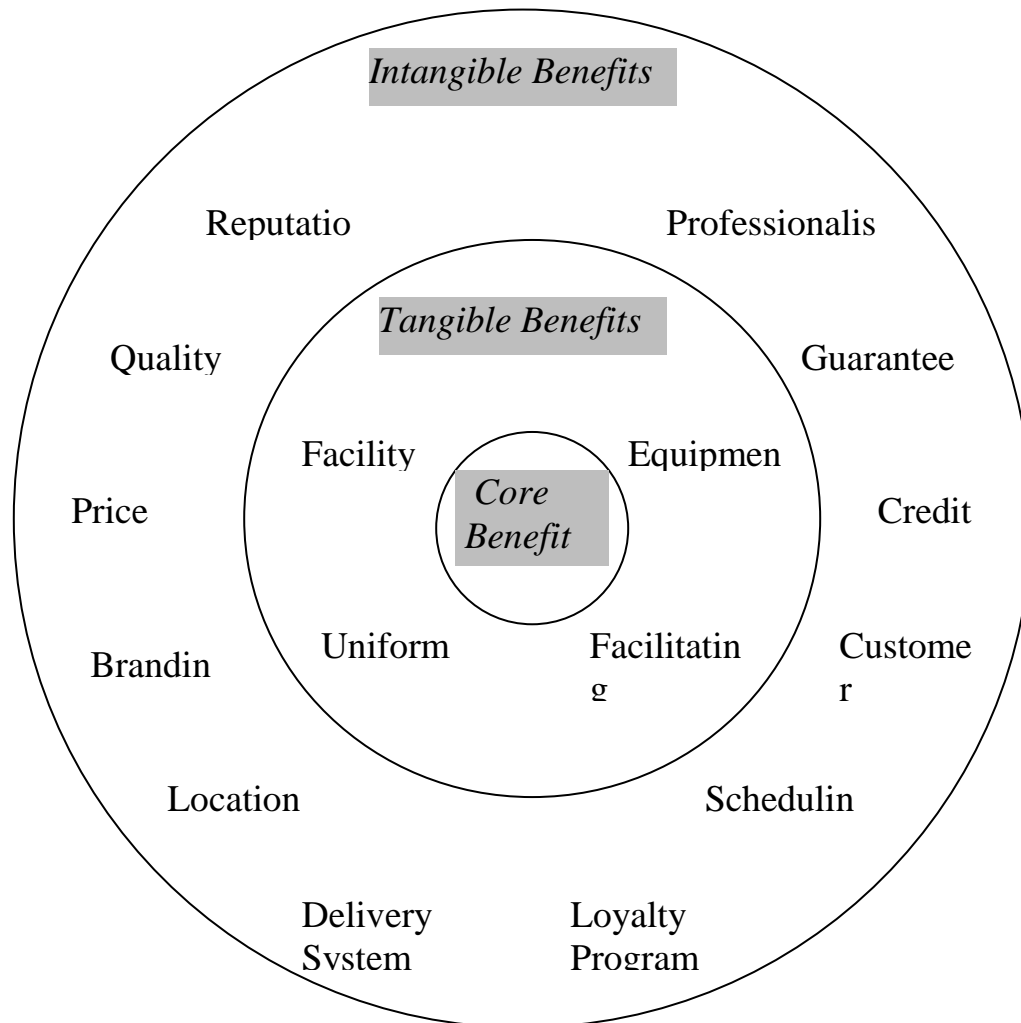 Intangible Benefits
Reputatio
Professionalis
Tangible Benefits
Quality
Guarantee
Facility
Equipmen
Core
Benefit
Price
Credit
Uniform
Facilitatin
g
Custome
r
Brandin
Location
Schedulin
Delivery
System
Loyalty
Program